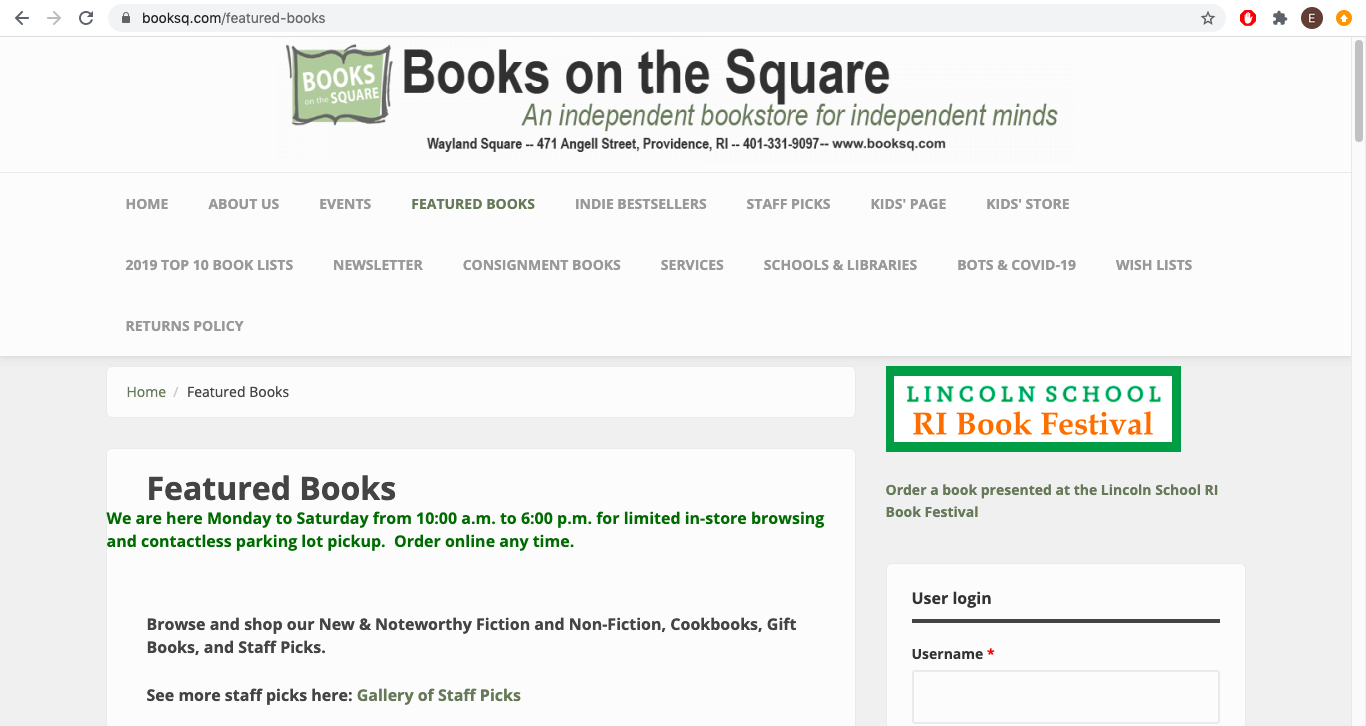 booksq.com/featured-books
E
BOOKS
on the SQUARE
Books on the Square
An independent bookstore for independent minds
Wayland Square -- 471 Angell Street, Providence, RI -- 401-331-9097-- www.booksq.com
HOME ABOUT US EVENTS FEATURED BOOKS INDIE BESTSELLERS STAFF PICKS KIDS' PAGE KIDS' STORE
2019 TOP 10 BOOK LISTS NEWSLETTER CONSIGNMENT BOOKS SERVICES SCHOOLS & LIBRARIES BOTS & COVID-19 WISH LISTS
RETURNS POLICY
Home / Featured Books
Featured Books
We are here Monday to Saturday from 10:00 a.m. to 6:00 p.m. for limited in-store browsing
and contactless parking lot pickup.  Order online any time.
Browse and shop our New & Noteworthy Fiction and Non-Fiction, Cookbooks, Gift
Books, and Staff Picks.
See more staff picks here: Gallery of Staff Picks
LINCOLN SCHOOL
RI Book Festival
Order a book presented at the Lincoln School RI
Book Festival
User login
Username *